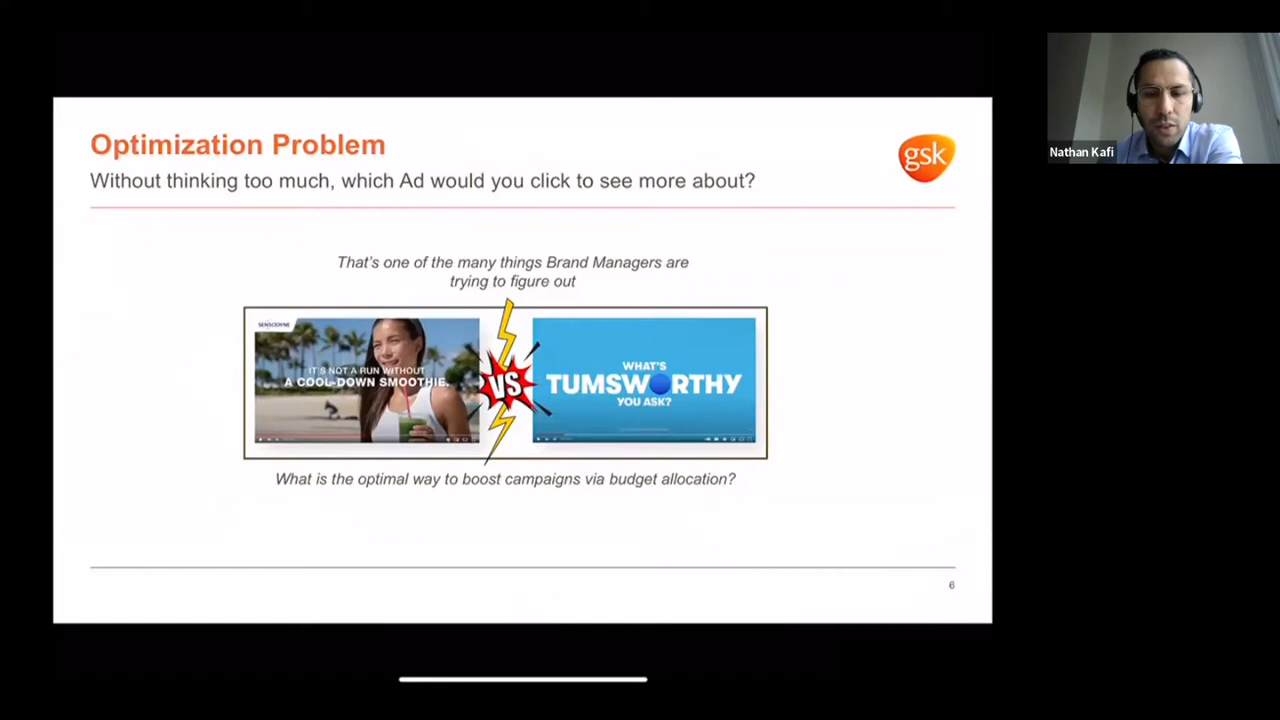 Optimization Problem
gsk
Without thinking too much, which Ad would you click to see more about?
Nathan Kafi
That's one of the many things Brand Managers are
trying to figure out
SENSODYNE
IT'S NOT A RUN WITHOUT
A COOL-DOWN SMOOTHIE.
VS
WHAT'S
TUMSWORTHY
YOU ASK?
What is the optimal way to boost campaigns via budget allocation?
6